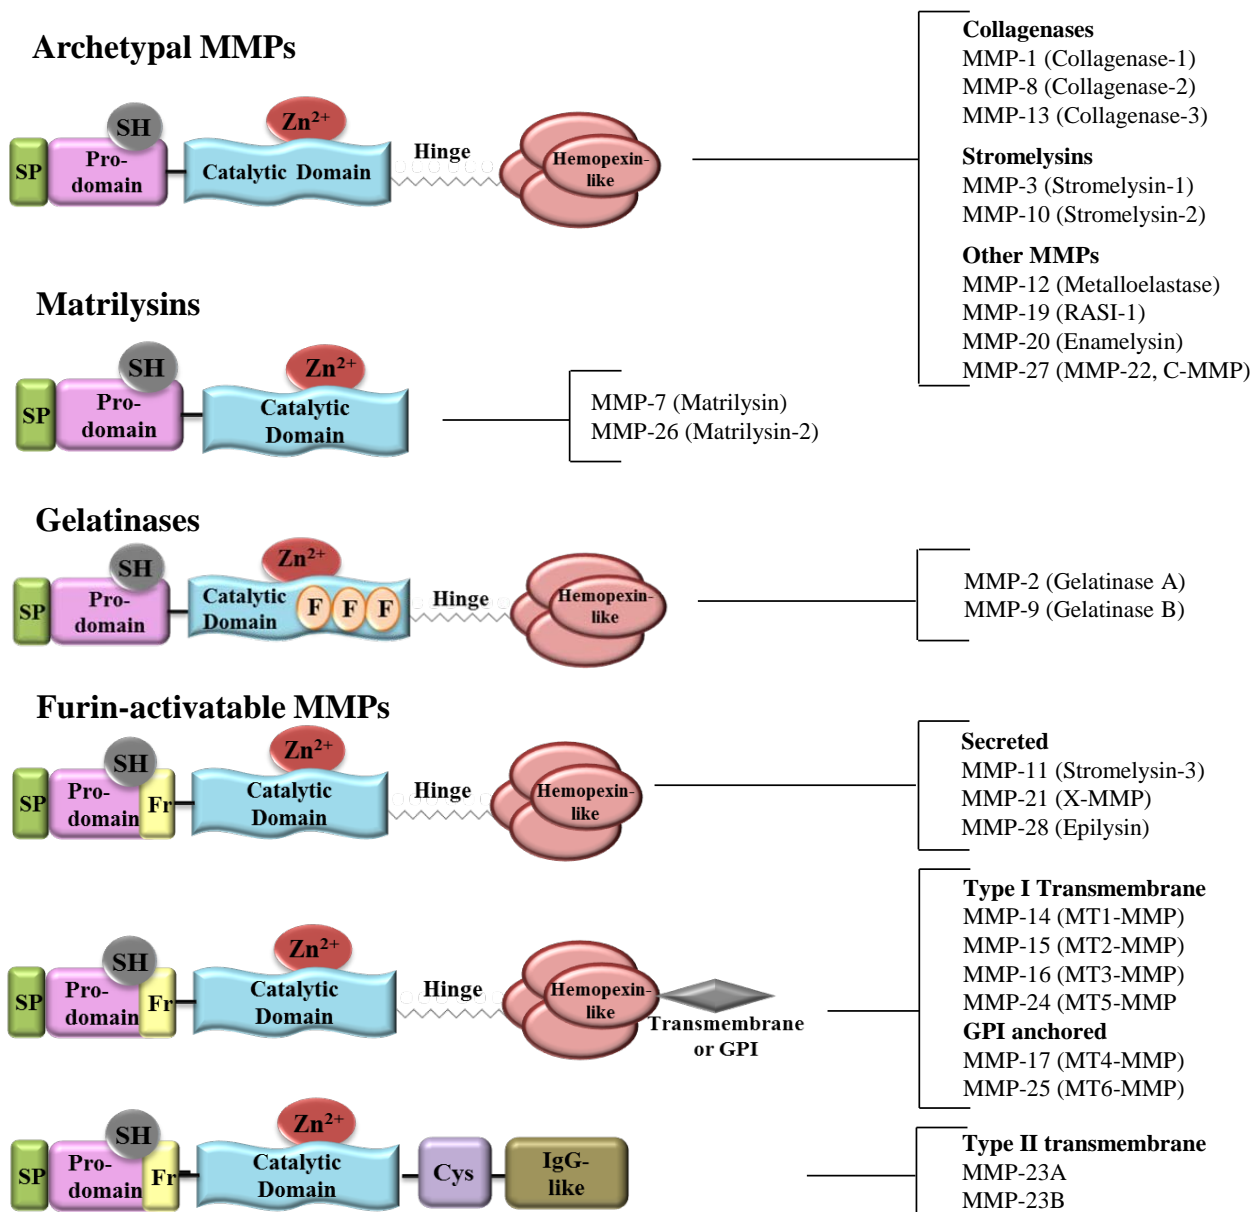 Archetypal MMPs
SP
Pro-
domain
SH
Catalytic Domain
Zn²⁺
Hinge
Hemopexin-
like
Collagenases
MMP-1 (Collagenase-1)
MMP-8 (Collagenase-2)
MMP-13 (Collagenase-3)
Stromelysins
MMP-3 (Stromelysin-1)
MMP-10 (Stromelysin-2)
Other MMPs
MMP-12 (Metalloelastase)
MMP-19 (RASI-1)
MMP-20 (Enamelysin)
MMP-27 (MMP-22, C-MMP)
Matrilysins
SP
Pro-
domain
SH
Catalytic
Domain
Zn²⁺
MMP-7 (Matrilysin)
MMP-26 (Matrilysin-2)
Gelatinases
SP
Pro-
domain
SH
Catalytic
Domain
Zn²⁺
F F F
Hinge
Hemopexin-
like
MMP-2 (Gelatinase A)
MMP-9 (Gelatinase B)
Furin-activatable MMPs
SP
Pro-
domain
SH
Fr
Catalytic
Domain
Zn²⁺
Hinge
Hemopexin-
like
Secreted
MMP-11 (Stromelysin-3)
MMP-21 (X-MMP)
MMP-28 (Epilysin)
SP
Pro-
domain
SH
Fr
Catalytic
Domain
Zn²⁺
Hinge
Hemopexin-
like
Transmembrane
or GPI
Type I Transmembrane
MMP-14 (MT1-MMP)
MMP-15 (MT2-MMP)
MMP-16 (MT3-MMP)
MMP-24 (MT5-MMP
GPI anchored
MMP-17 (MT4-MMP)
MMP-25 (MT6-MMP)
SP
Pro-
domain
SH
Fr
Catalytic
Domain
Zn²⁺
Cys
IgG-
like
Type II transmembrane
MMP-23A
MMP-23B